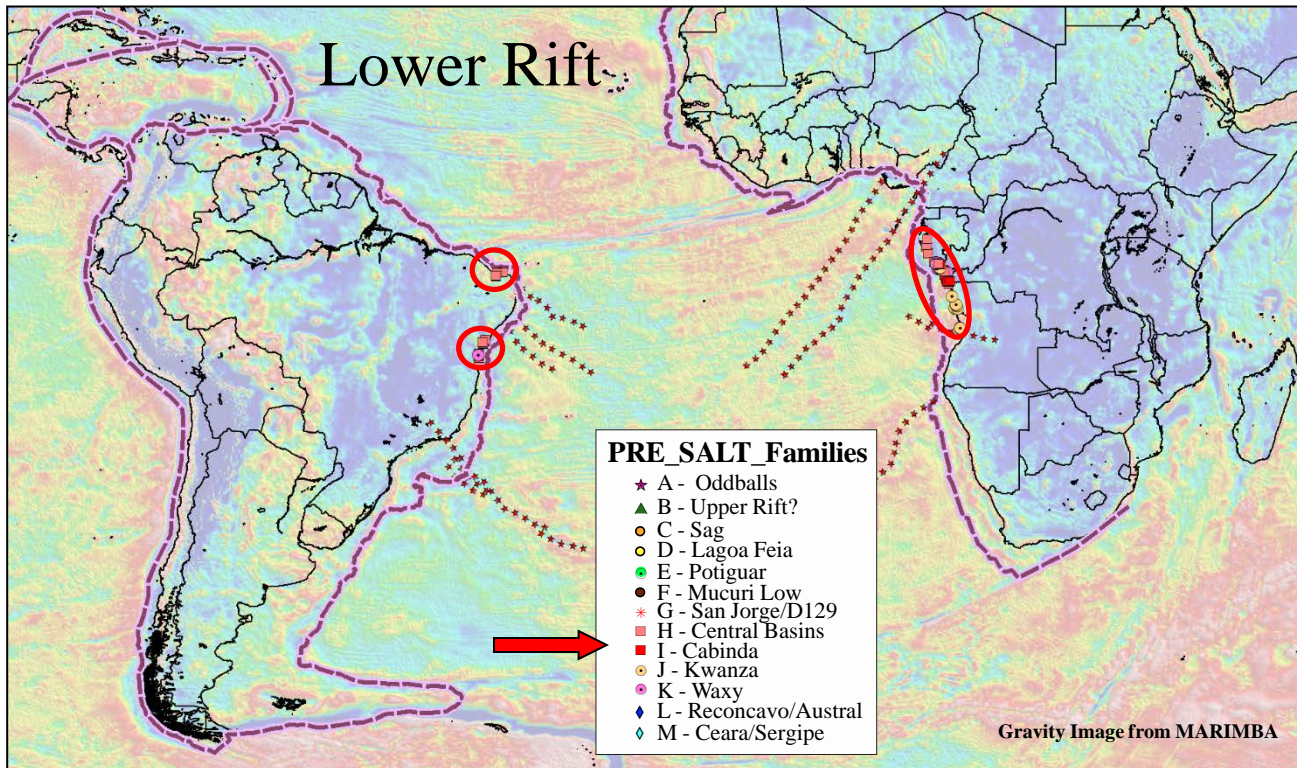 Lower Rift
PRE_SALT_Families
A - Oddballs
B - Upper Rift?
C - Sag
D - Lagoa Feia
E - Potiguar
F - Mucuri Low
G - San Jorge/D129
H - Central Basins
I - Cabinda
J - Kwanza
K - Waxy
L - Reconcavo/Austral
M - Ceara/Sergipe
Gravity Image from MARIMBA